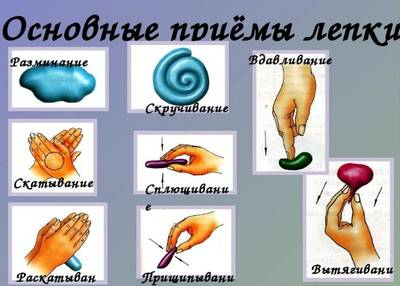 Основные приёмы лепки
Разминание
Скручивание
Вдавливание
Скатывание
Сплющивани
е
Раскатыван
Прищипывани
Вытягивани